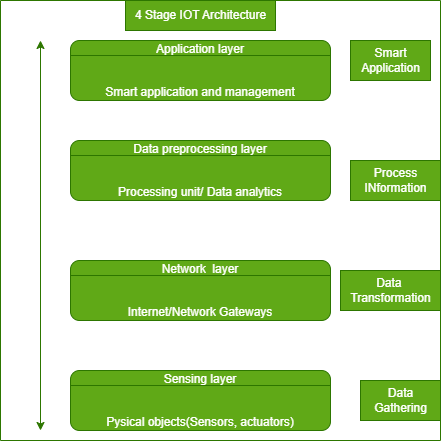 4 Stage IOT Architecture
Application layer
Smart application and management
Smart
Application
Data preprocessing layer
Processing unit/ Data analytics
Process
INformation
Network  layer
Internet/Network Gateways
Data
Transformation
Sensing layer
Pysical objects(Sensors, actuators)
Data
Gathering